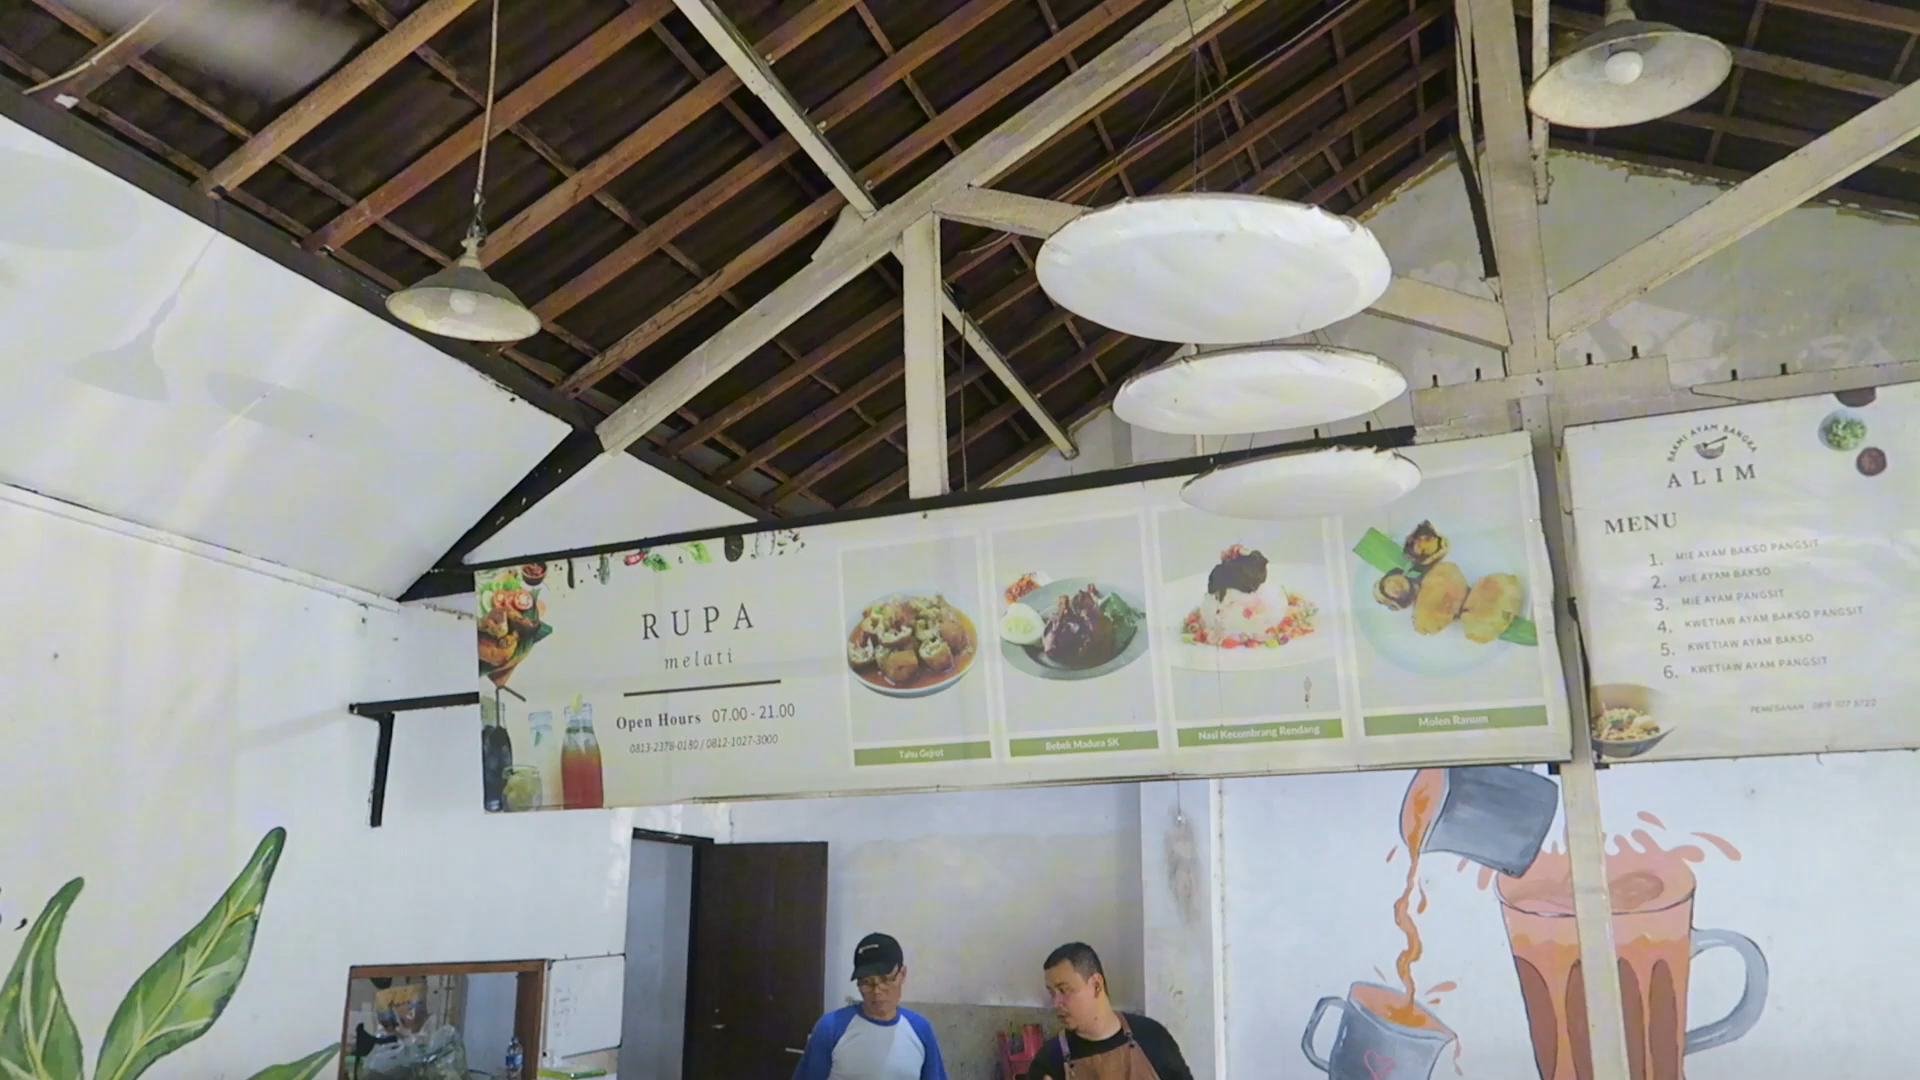 RUPA
melati
Open Hours 07.00 - 21.00
0813-2378-0180 / 0812-1027-3000
Tahu Gejrot
Bebek Madura SK
Nasi Kecombrang Rendang
Molen Ranum
BAKMI AYAM BANGKA
ALIM
MENU
1. MIE AYAM BAKSO PANGSIT
2. MIE AYAM BAKSO
3. MIE AYAM PANGSIT
4. KWETIAW AYAM BAKSO PANGSIT
5. KWETIAW AYAM BAKSO
6. KWETIAW AYAM PANGSIT
PEMESANAN